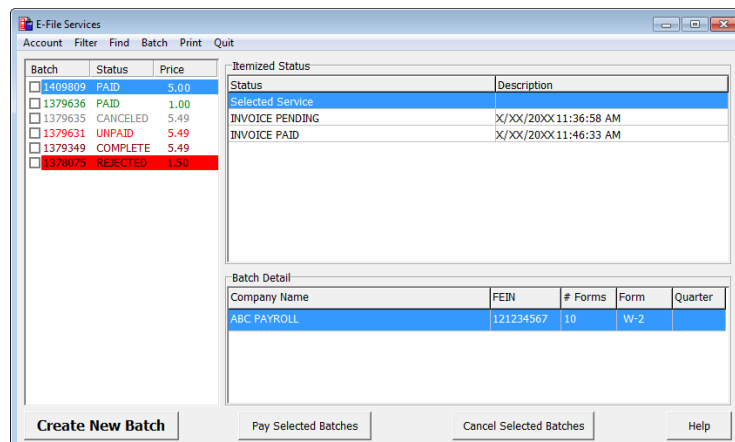 E-File Services
Account Filter Find Batch Print Quit
Batch Status Price
1409809 PAID 5.00
1379636 PAID 1.00
1379635 CANCELED 5.49
1379631 UNPAID 5.49
1379349 COMPLETE 5.49
1378075 REJECTED 1.50
Itemized Status
Status Description
Selected Service
INVOICE PENDING X/XX/20XX 11:36:58 AM
INVOICE PAID X/XX/20XX 11:46:33 AM
Batch Detail
Company Name FEIN # Forms Form Quarter
ABC PAYROLL 121234567 10 W-2
Create New Batch Pay Selected Batches Cancel Selected Batches Help